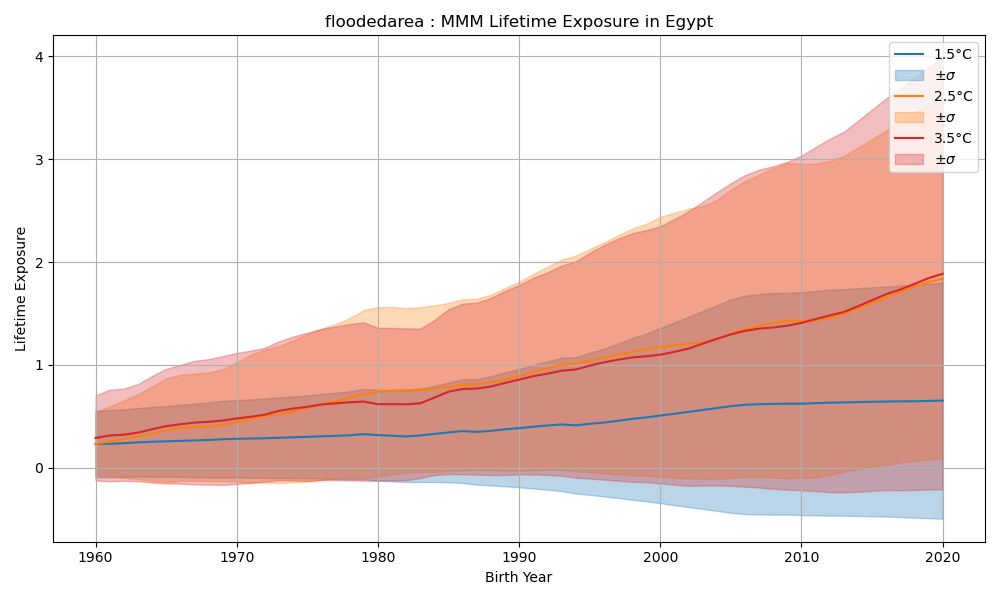 floodedarea : MMM Lifetime Exposure in Egypt
4
3
2
1
0
Lifetime Exposure
1.5°C
±σ
2.5°C
±σ
3.5°C
±σ
1960 1970 1980 1990 2000 2010 2020
Birth Year